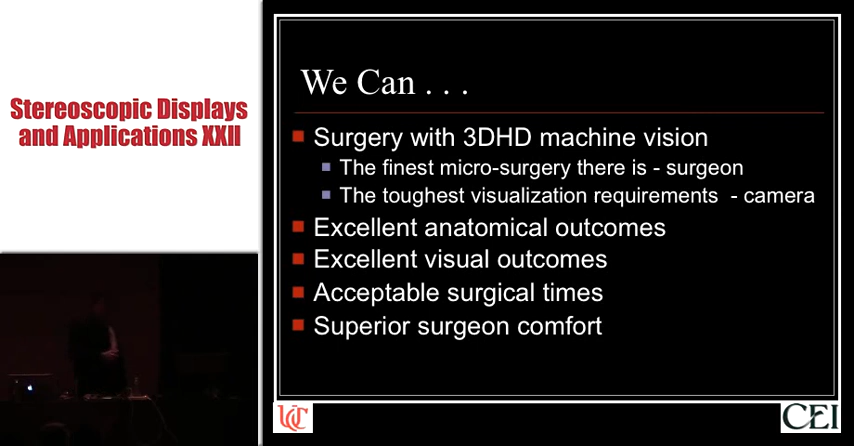 Stereoscopic Displays
and Applications XXII
We Can . . .
Surgery with 3DHD machine vision
The finest micro-surgery there is - surgeon
The toughest visualization requirements - camera
Excellent anatomical outcomes
Excellent visual outcomes
Acceptable surgical times
Superior surgeon comfort
UC
CEI